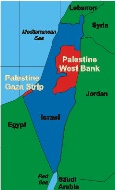 Lebanon
Mediterranean
Sea
Syria
Palestine
West Bank
Palestine
Gaza Strip
Jordan
Israel
Egypt
Red
Sea
Saudi
Arabia